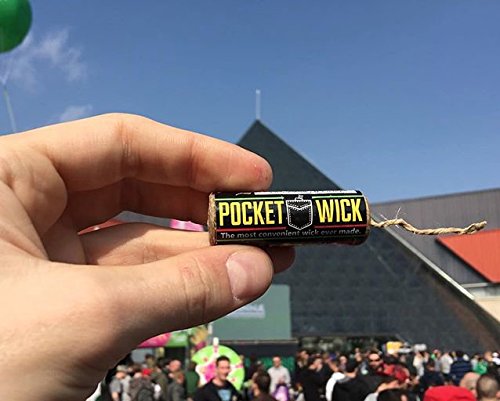 POCKET WICK
The most convenient wick ever made.